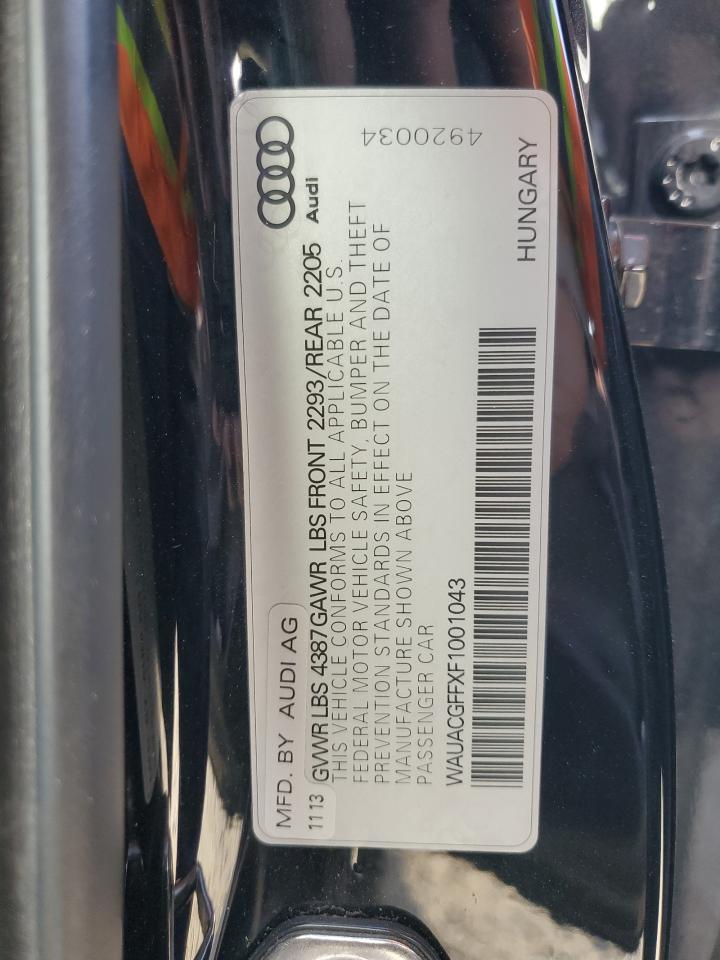 MFD. BY AUDI AG
11 13 GVWR LBS 4387 GAWR LBS FRONT 2293/REAR 2205 Audi
THIS VEHICLE CONFORMS TO ALL APPLICABLE U.S.
FEDERAL MOTOR VEHICLE SAFETY, BUMPER AND THEFT
PREVENTION STANDARDS IN EFFECT ON THE DATE OF
MANUFACTURE SHOWN ABOVE
PASSENGER CAR
WAUACGFFXF1001043
HUNGARY
4920034